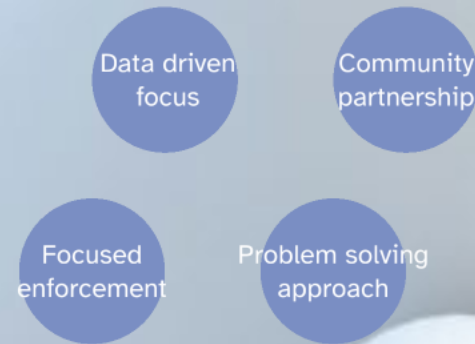 Data driven
focus
Community
partnership
Focused
enforcement
Problem solving
approach